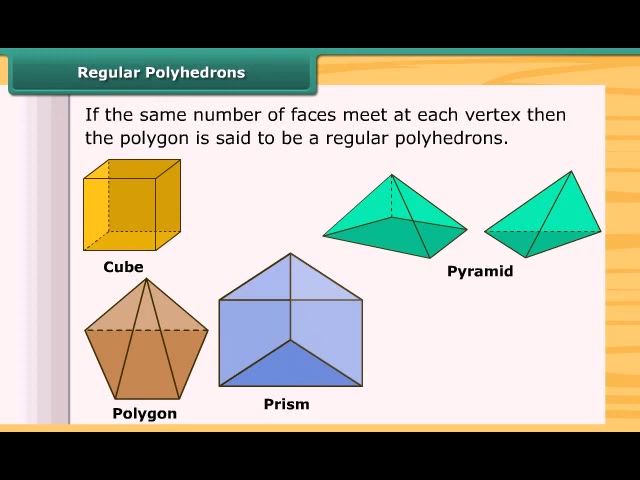 Regular Polyhedrons
If the same number of faces meet at each vertex then
the polygon is said to be a regular polyhedrons.
Cube
Pyramid
Polygon
Prism